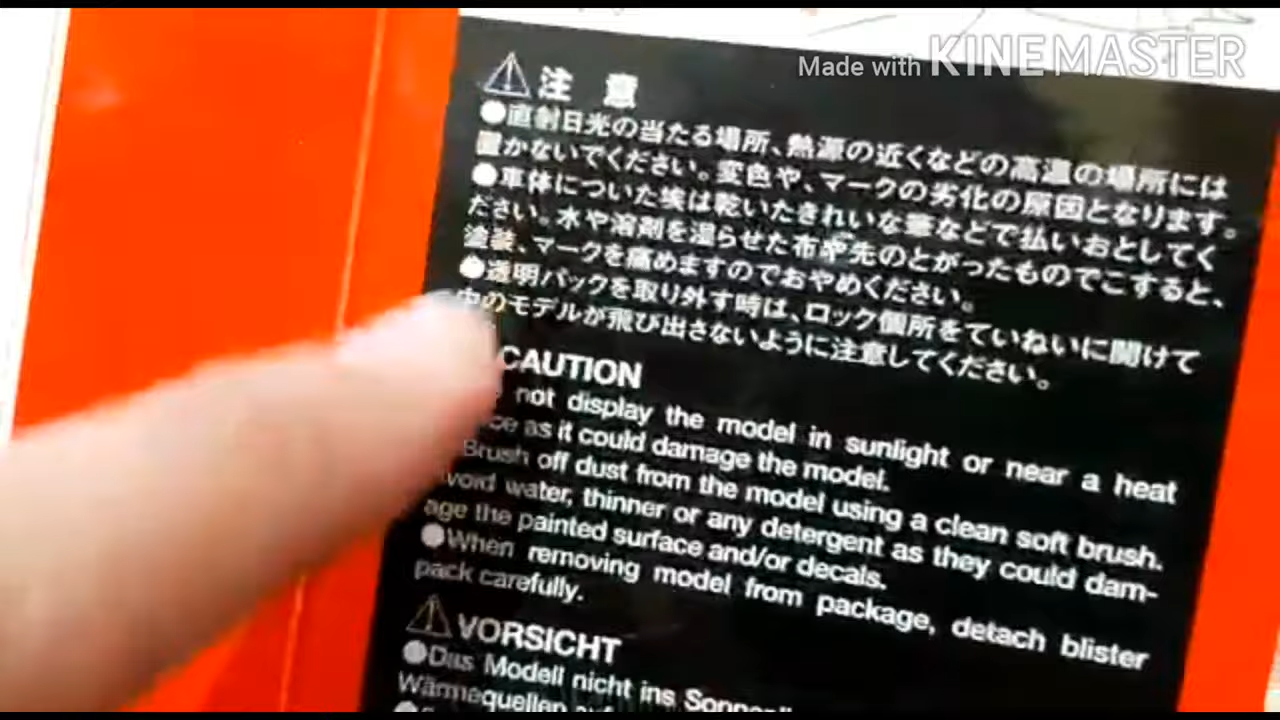 Made with KINEMASTER
⚠注 意
●直射日光の当たる場所、熱源の近くなどの高温の場所には
置かないでください。変色や、マークの劣化の原因となります。
●車体についた埃は乾いたきれいな筆などで払いおとしてく
ださい。水や溶剤を湿らせた布や先のとがったものでこすると、
塗装、マークを痛めますのでおやめください。
●透明パックを取り外す時は、ロック個所をていねいに開けて
中のモデルが飛び出さないように注意してください。
CAUTION
not display the model in sunlight or near a heat
as it could damage the model.
Brush off dust from the model using a clean soft brush.
void water, thinner or any detergent as they could dam-
age the painted surface and/or decals.
●When removing model from package, detach blister
pack carefully.
⚠VORSICHT
●Das Modell nicht ins
Wärmequellen